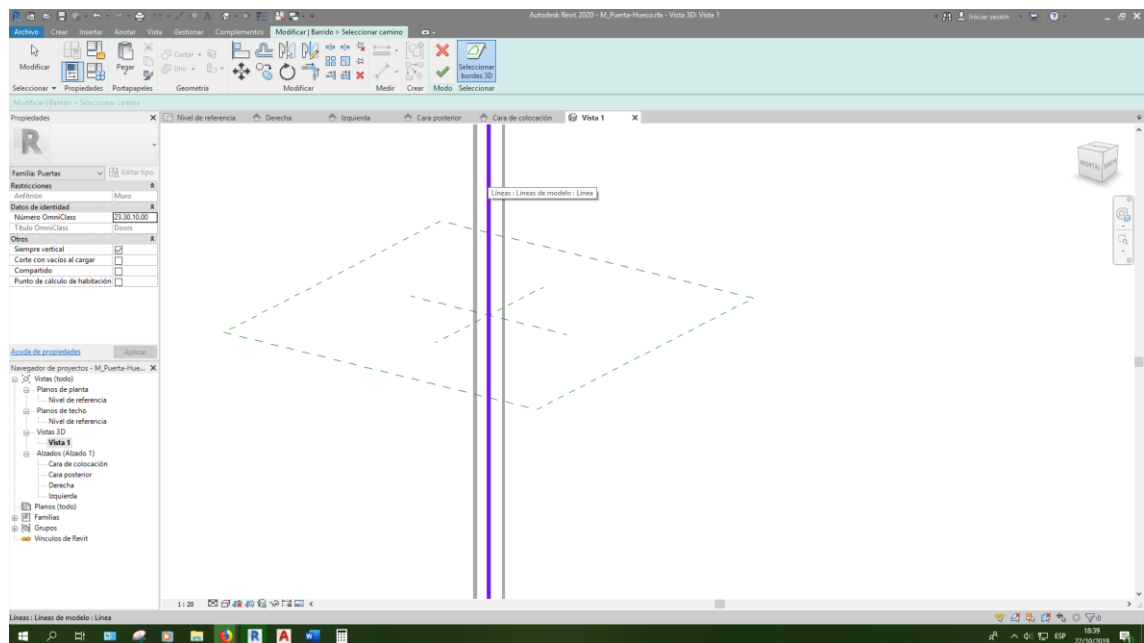 Autodesk Revit 2020 - M_Puerta-Hueco.rfa - Vista 3D: Vista 1
Iniciar sesión
Archivo Crear Insertar Anotar Vista Gestionar Complementos Modificar | Barrido > Seleccionar camino
Modificar
Pegar
Cortar
Unir
Seleccionar bordes 3D
Seleccionar Propiedades Portapapeles Geometría Modificar Medir Crear Modo Seleccionar
Modificar | Barrido > Seleccionar camino
Propiedades
Nivel de referencia Derecha Izquierda Cara posterior Cara de colocación Vista 1
R
Familia: Puertas
Editar tipo
Restricciones
Anfitrión Muro
Datos de identidad
Número OmniClass 23.30.10.00
Título OmniClass Doors
Otros
Siempre vertical
Corte con vacíos al cargar
Compartido
Punto de cálculo de habitación
Ayuda de propiedades Aplicar
Líneas : Líneas de modelo : Línea
FRONTAL
Navegador de proyectos - M_Puerta-Hue...
Vistas (todo)
Planos de planta
Nivel de referencia
Planos de techo
Nivel de referencia
Vistas 3D
Vista 1
Alzados (Alzado 1)
Cara de colocación
Cara posterior
Derecha
Izquierda
Planos (todo)
Familias
Grupos
Vínculos de Revit
1 : 20
Líneas : Líneas de modelo : Línea
:0
ESP
18:39
22/10/2019